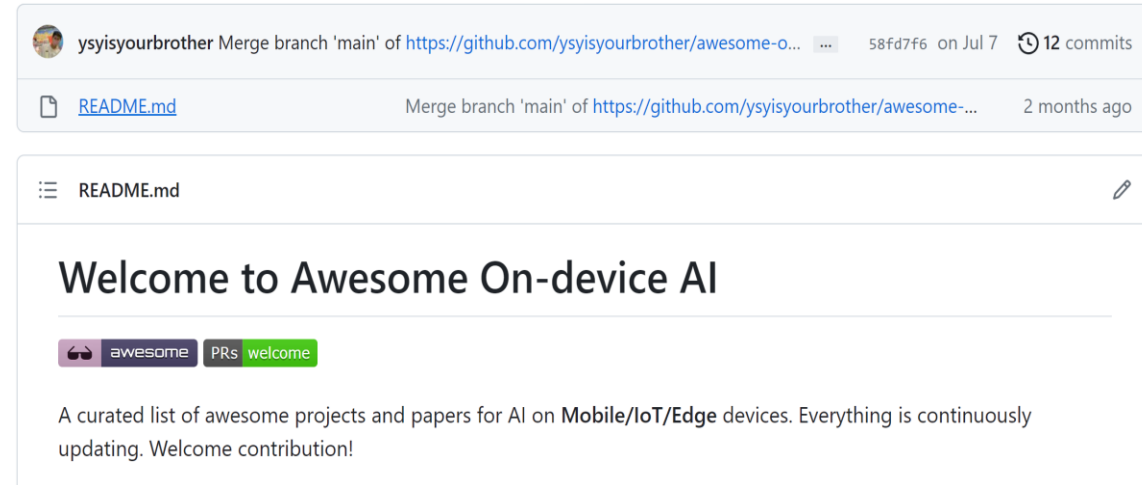 ysyisyourbrother Merge branch 'main' of https://github.com/ysyisyourbrother/awesome-o... ... 58fd7f6 on Jul 7 12 commits
README.md Merge branch 'main' of https://github.com/ysyisyourbrother/awesome-... 2 months ago
README.md
Welcome to Awesome On-device AI
awesome PRs welcome
A curated list of awesome projects and papers for AI on Mobile/IoT/Edge devices. Everything is continuously
updating. Welcome contribution!